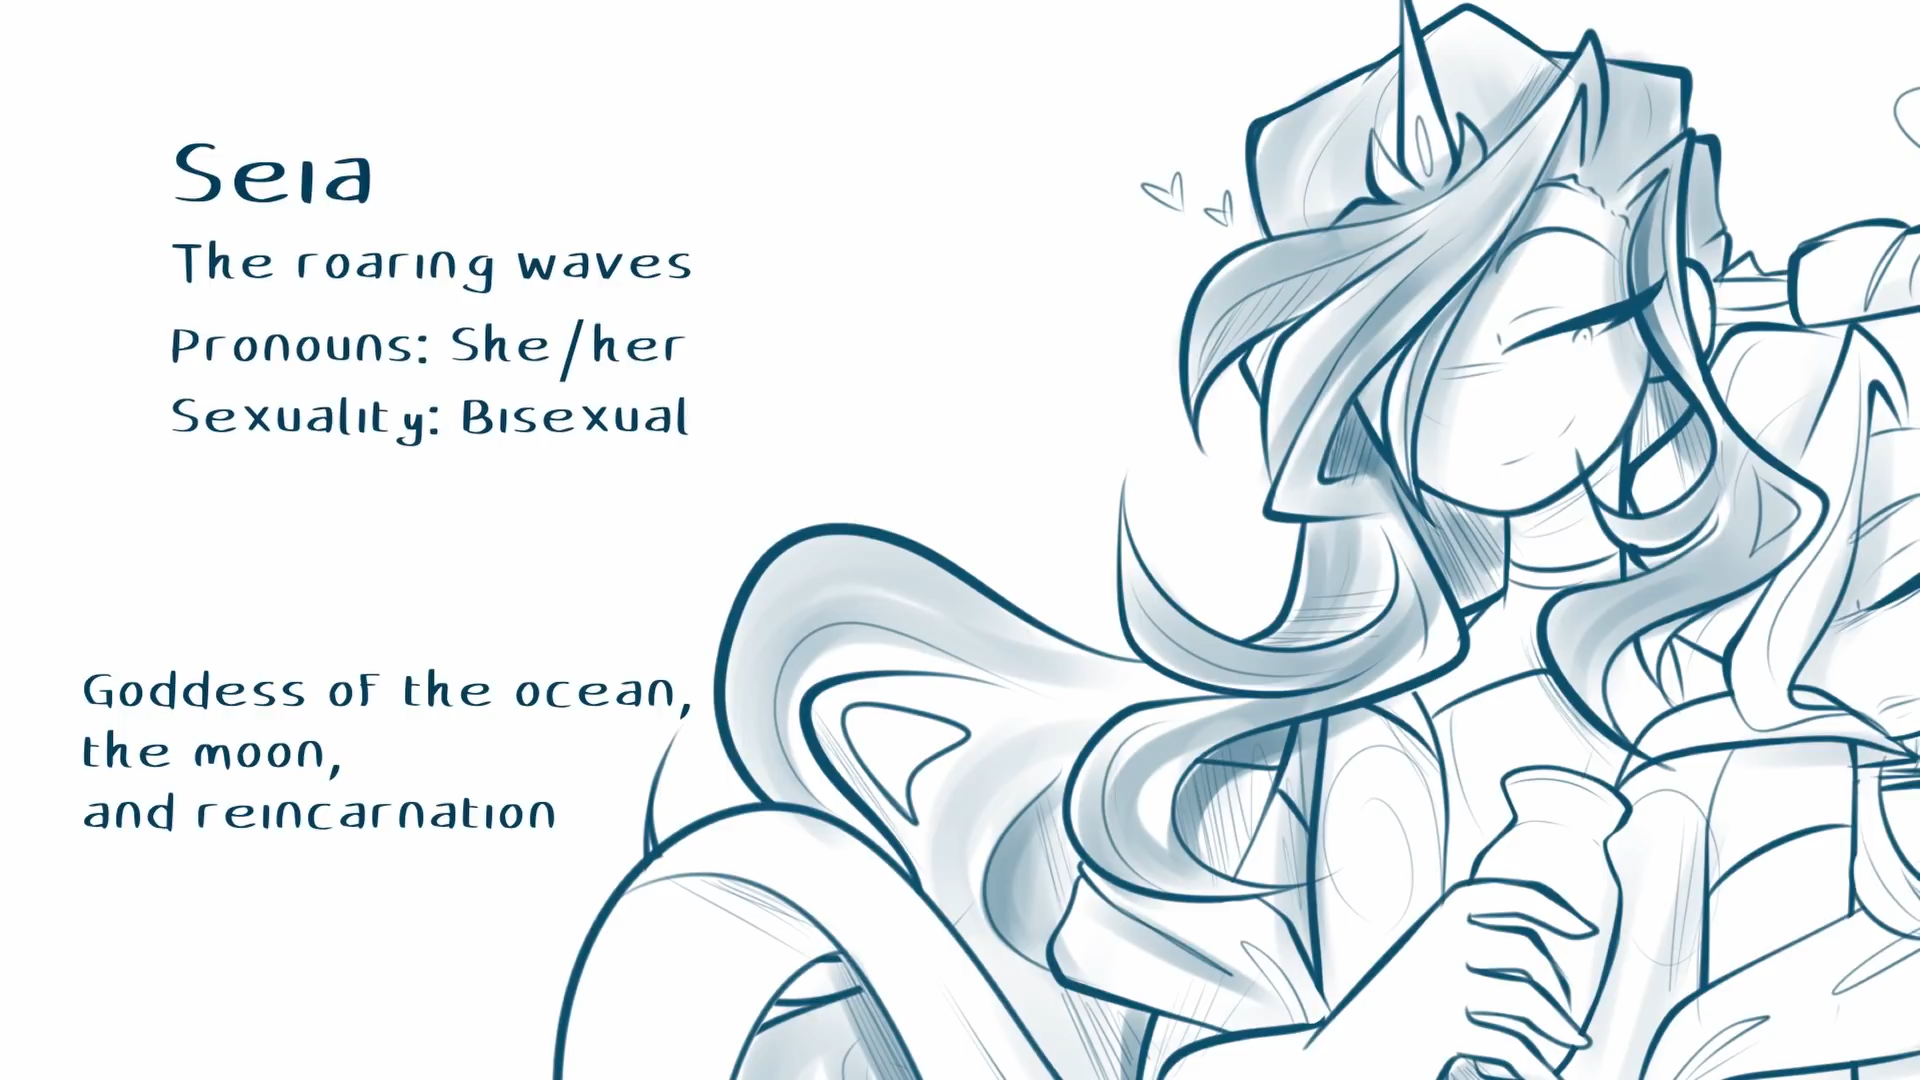 Seia
The roaring waves
Pronouns: She/her
Sexuality: Bisexual
Goddess of the ocean,
the moon,
and reincarnation